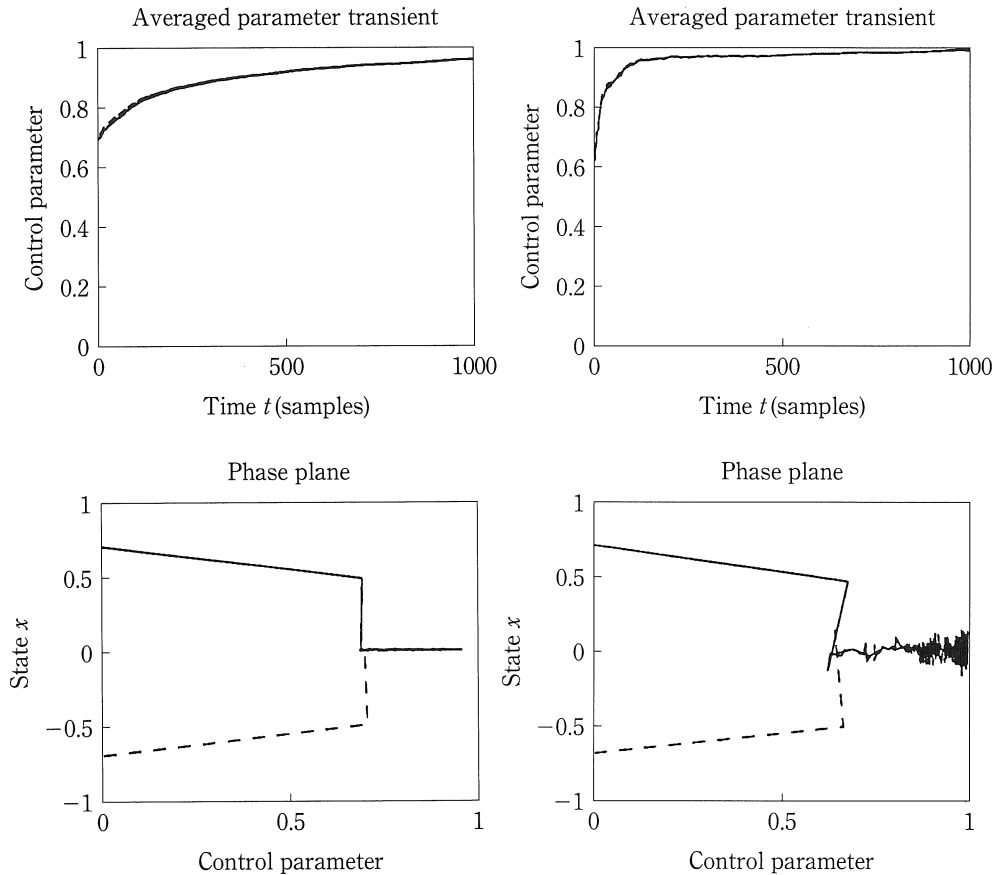 Averaged parameter transient
1
0.8
0.6
0.4
0.2
0
Control parameter
0 500 1000
Time t (samples)
Averaged parameter transient
1
0.8
0.6
0.4
0.2
0
Control parameter
0 500 1000
Time t (samples)
Phase plane
1
0.5
0
−0.5
−1
State x
0 0.5 1
Control parameter
Phase plane
1
0.5
0
−0.5
−1
State x
0 0.5 1
Control parameter